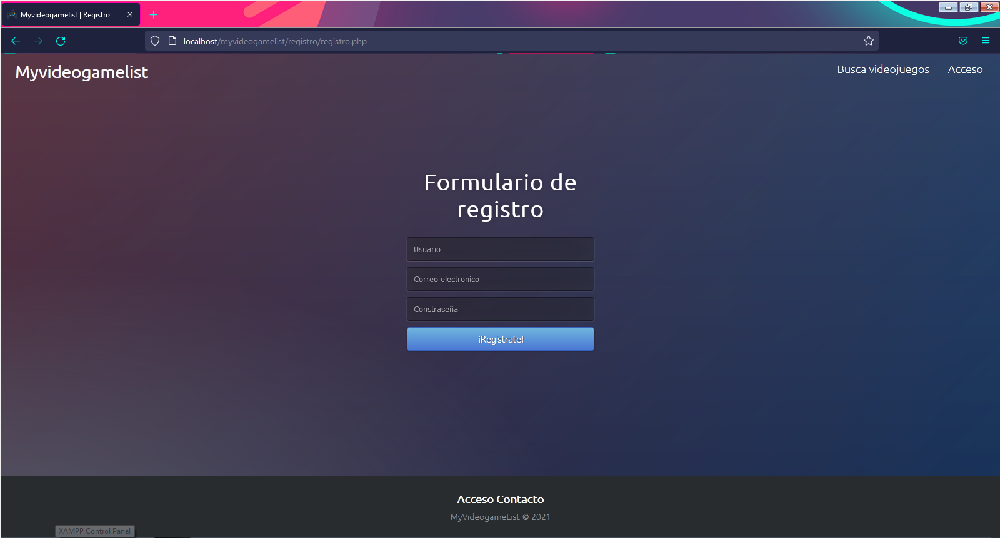 Myvideogamelist | Registro
localhost/myvideogamelist/registro/registro.php
Myvideogamelist
Busca videojuegos
Acceso
Formulario de
registro
Usuario
Correo electronico
Constraseña
¡Registrate!
Acceso Contacto
MyVideogameList © 2021
XAMPP Control Panel